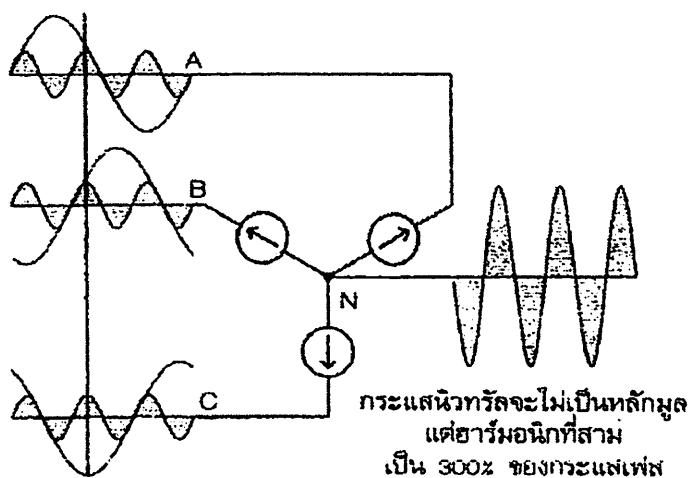 A
B
N
C
กระแสนิวทรัลจะไม่เป็นหลักมูล
แต่ฮาร์มอนิกที่สาม
เป็น 300% ของกระแสเฟส